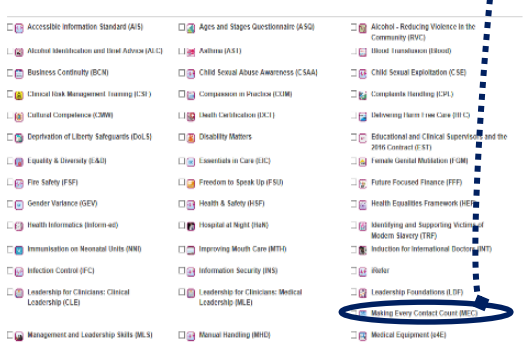 Accessible Information Standard (AIS)
Ages and Stages Questionnaire (ASQ)
Alcohol - Reducing Violence in the
Community (RVC)
Alcohol Identification and Brief Advice (ALC)
Asthma (AST)
Blood Transfusion (Blood)
Business Continuity (BCN)
Child Sexual Abuse Awareness (CSAA)
Child Sexual Exploitation (CSE)
Clinical Risk Management Training (CSF)
Compassion in Practice (COM)
Complaints Handling (CPL)
Cultural Competence (CMW)
Death Certification (DCT)
Delivering Harm Free Care (HFC)
Deprivation of Liberty Safeguards (DoLS)
Disability Matters
Educational and Clinical Supervisors and the
2016 Contract (EST)
Equality & Diversity (E&D)
Essentials in Care (EIC)
Female Genital Mutilation (FGM)
Fire Safety (FSF)
Freedom to Speak Up (FSU)
Future Focused Finance (FFF)
Gender Variance (GEV)
Health & Safety (HSF)
Health Equalities Framework (HEF)
Health Informatics (Inform-ed)
Hospital at Night (HaN)
Identifying and Supporting Victims of
Modern Slavery (TRF)
Immunisation on Neonatal Units (NNI)
Improving Mouth Care (MTH)
Induction for International Doctors (INT)
Infection Control (IFC)
Information Security (INS)
iRefer
Leadership for Clinicians: Clinical
Leadership (CLE)
Leadership for Clinicians: Medical
Leadership (MLE)
Leadership Foundations (LDF)
Making Every Contact Count (MEC)
Management and Leadership Skills (MLS)
Manual Handling (MHD)
Medical Equipment (e4E)